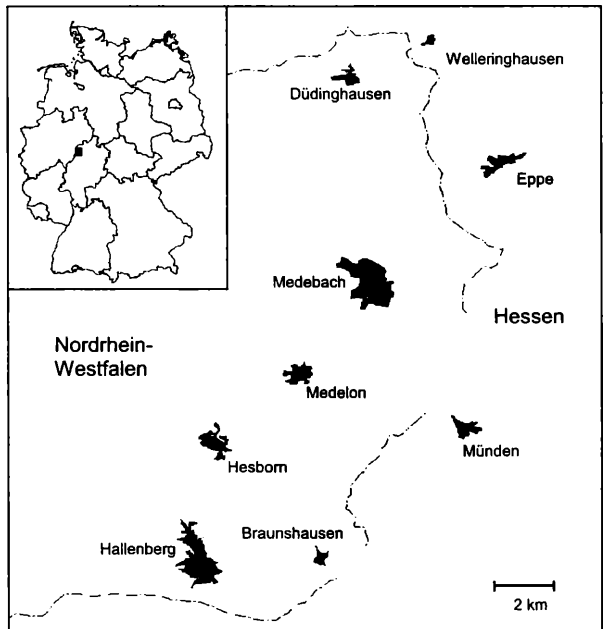 Welleringhausen
Düdinghausen
Eppe
Medebach
Hessen
Nordrhein-
Westfalen
Medelon
Münden
Hesborn
Braunshausen
Hallenberg
2 km